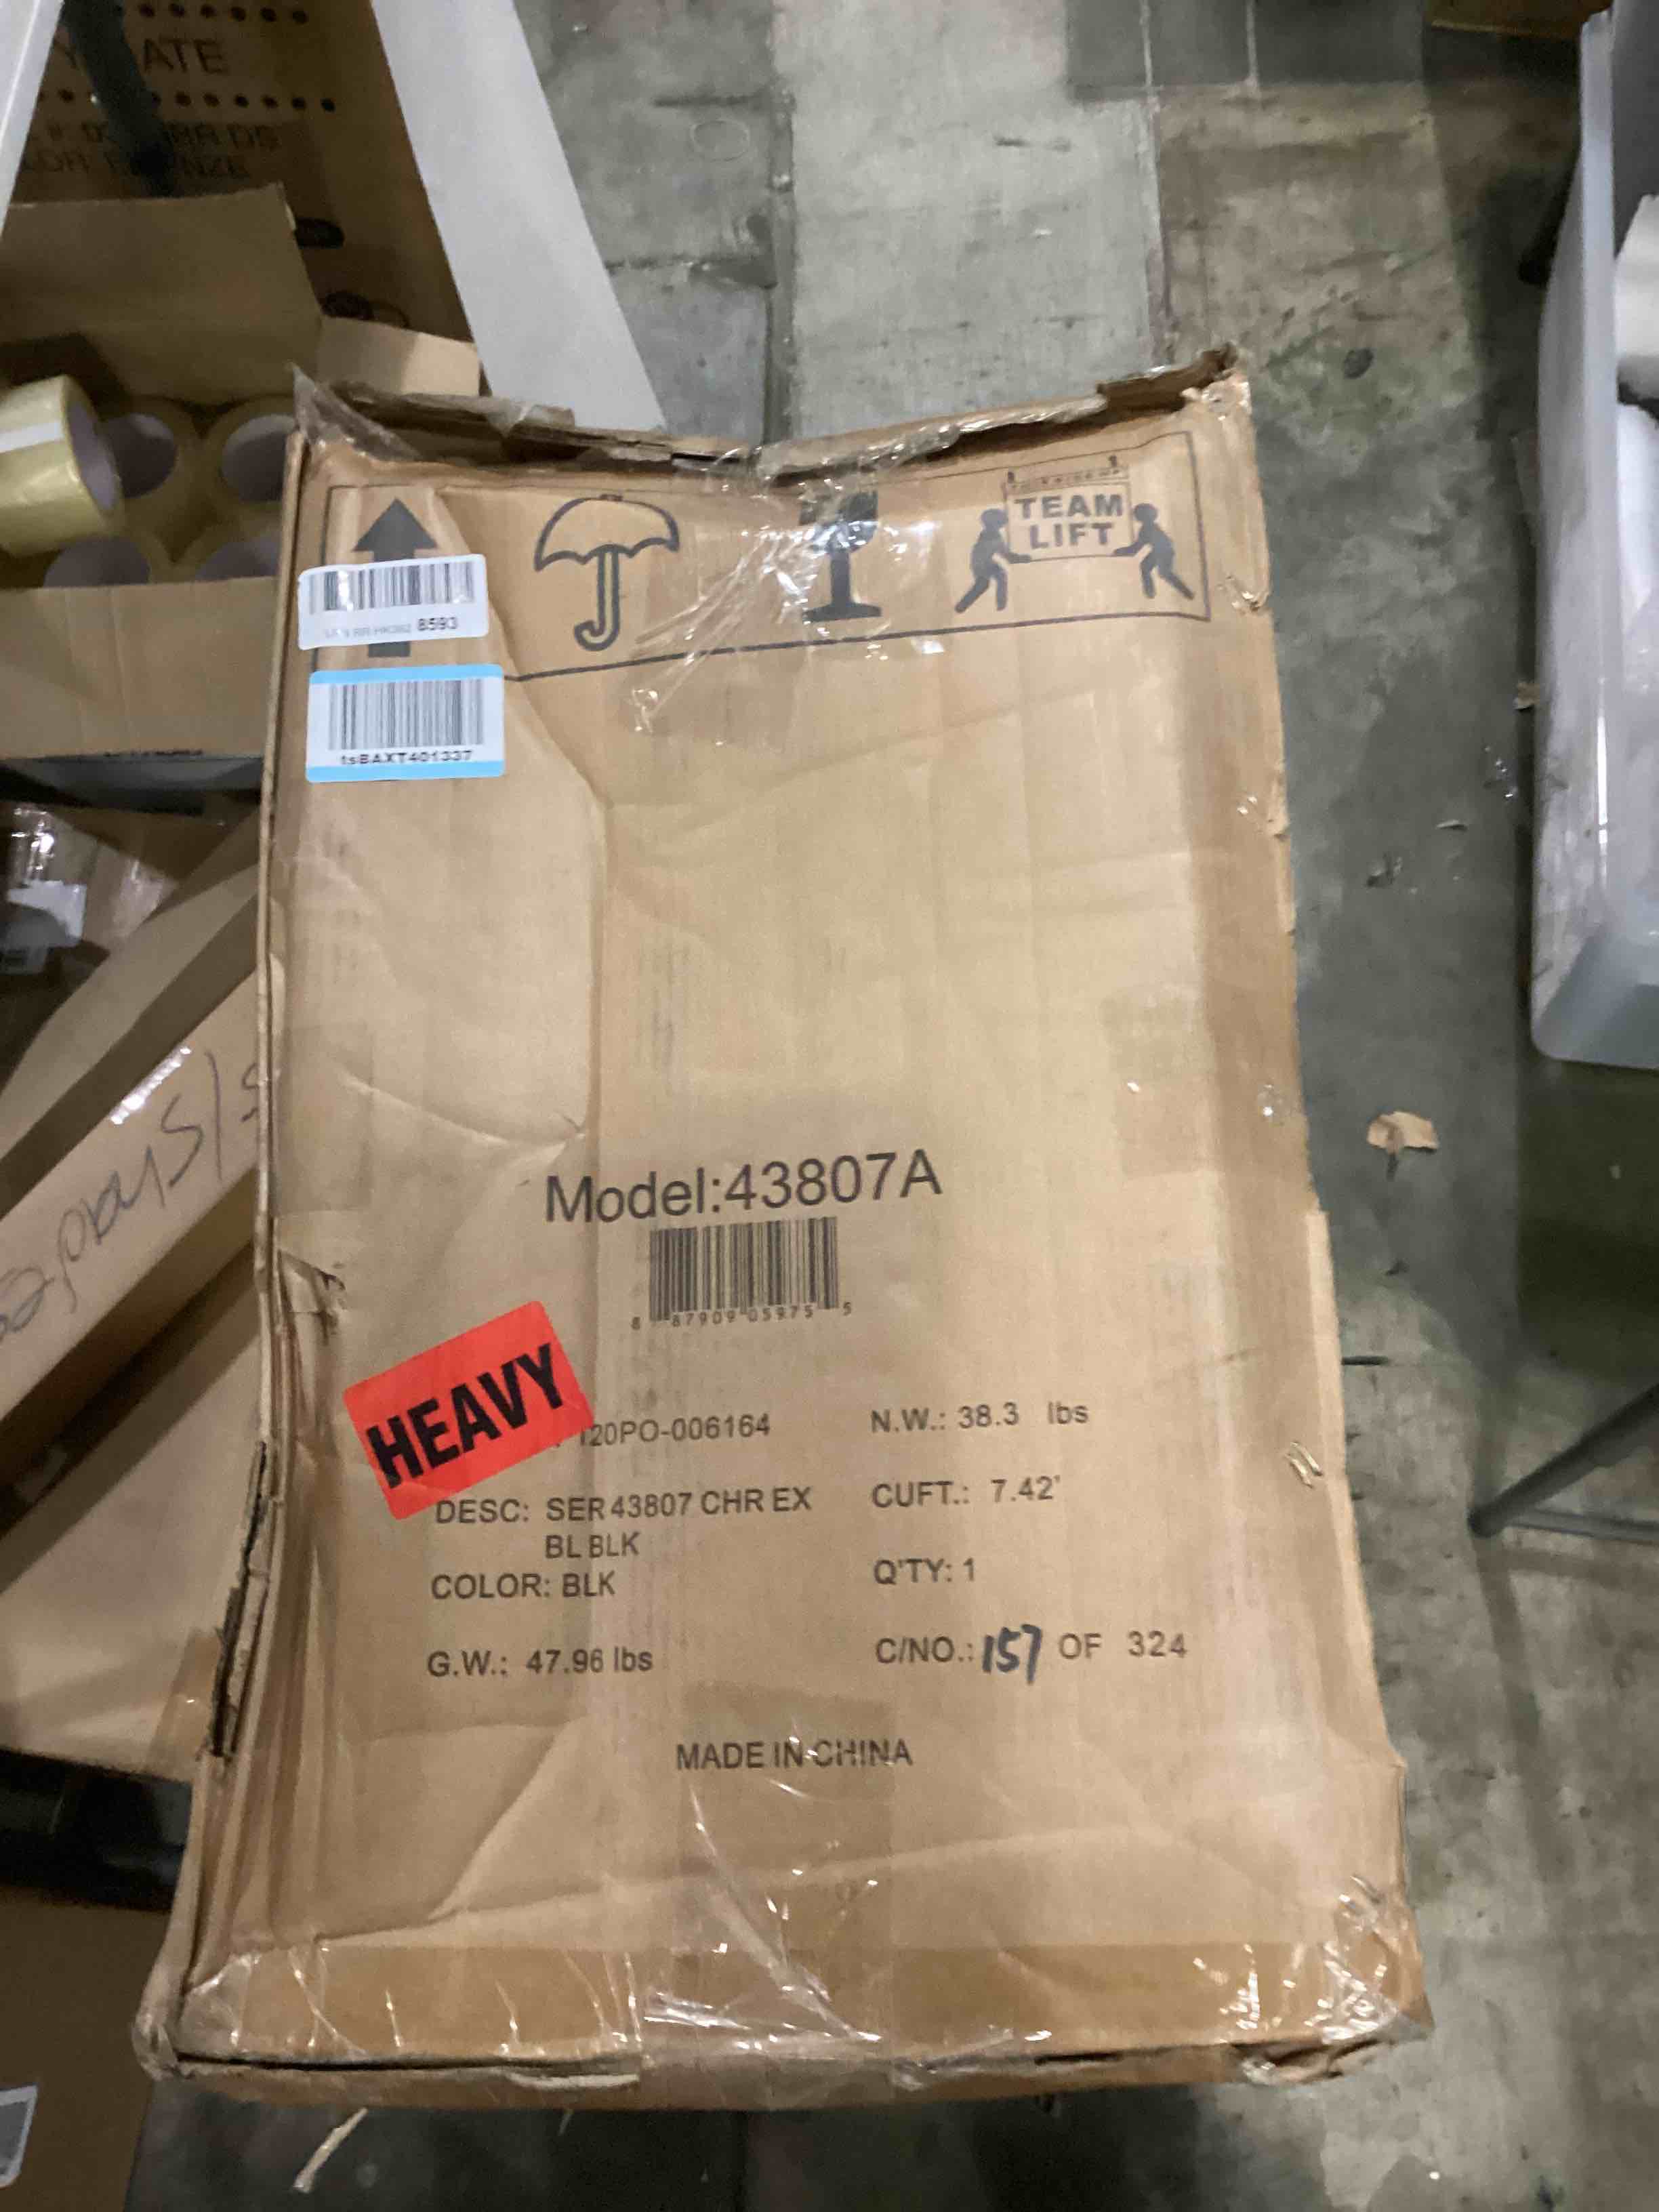 ATE
TEAM
LIFT
8593
tsBAXT401337
Model:43807A
8 87909 05975 5
HEAVY
120PO-006164
N.W.: 38.3 lbs
DESC: SER 43807 CHR EX
BL BLK
CUFT.: 7.42'
COLOR: BLK
Q'TY: 1
G.W.: 47.96 lbs
C/NO.: 157 OF 324
MADE IN CHINA